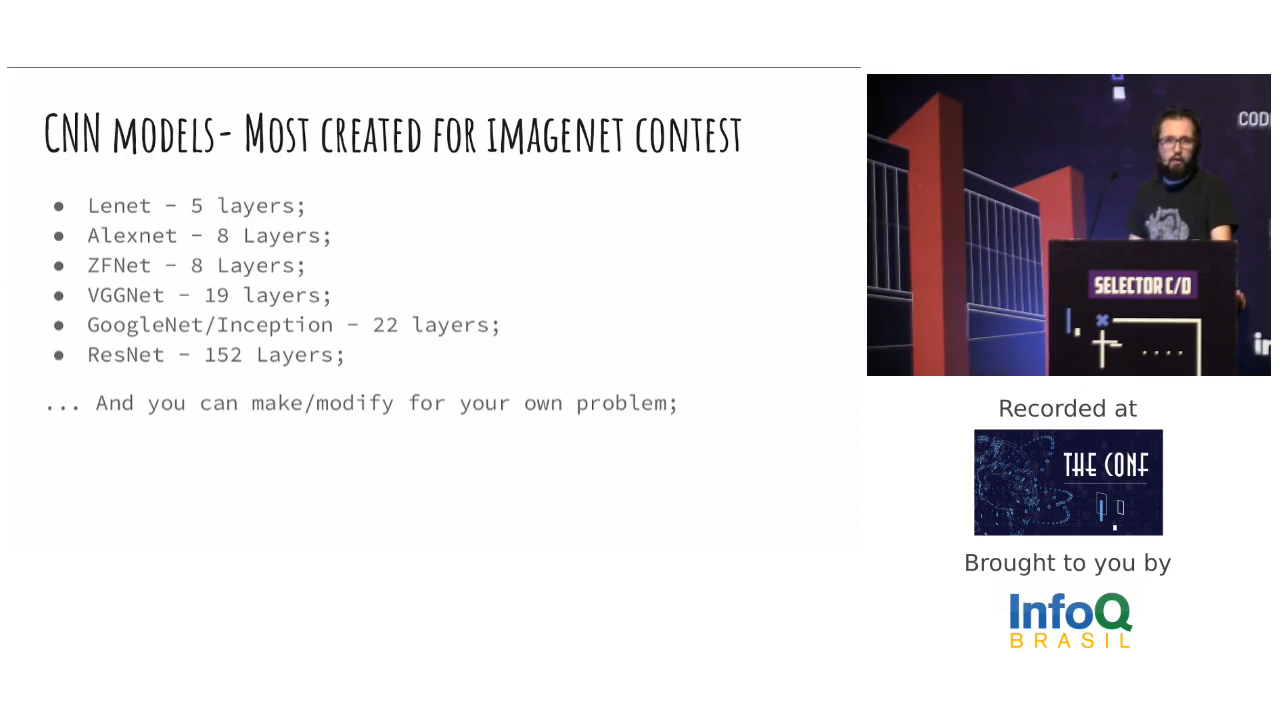 CNN models- Most created for imagenet contest
● Lenet - 5 layers;
● Alexnet - 8 Layers;
● ZFNet - 8 Layers;
● VGGNet - 19 layers;
● GoogleNet/Inception - 22 layers;
● ResNet - 152 Layers;
... And you can make/modify for your own problem;
COD
SELECTOR C/D
in
Recorded at
THE CONF
Brought to you by
InfoQ
BRASIL